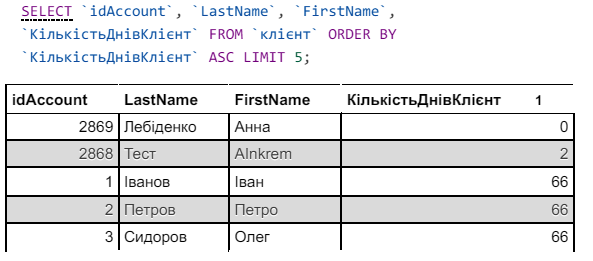 SELECT `idAccount`, `LastName`, `FirstName`,
`КількістьДнівКлієнт` FROM `клієнт` ORDER BY
`КількістьДнівКлієнт` ASC LIMIT 5;
idAccount LastName FirstName КількістьДнівКлієнт 1
2869 Лебіденко Анна 0
2868 Тест AInkrem 2
1 Іванов Іван 66
2 Петров Петро 66
3 Сидоров Олег 66